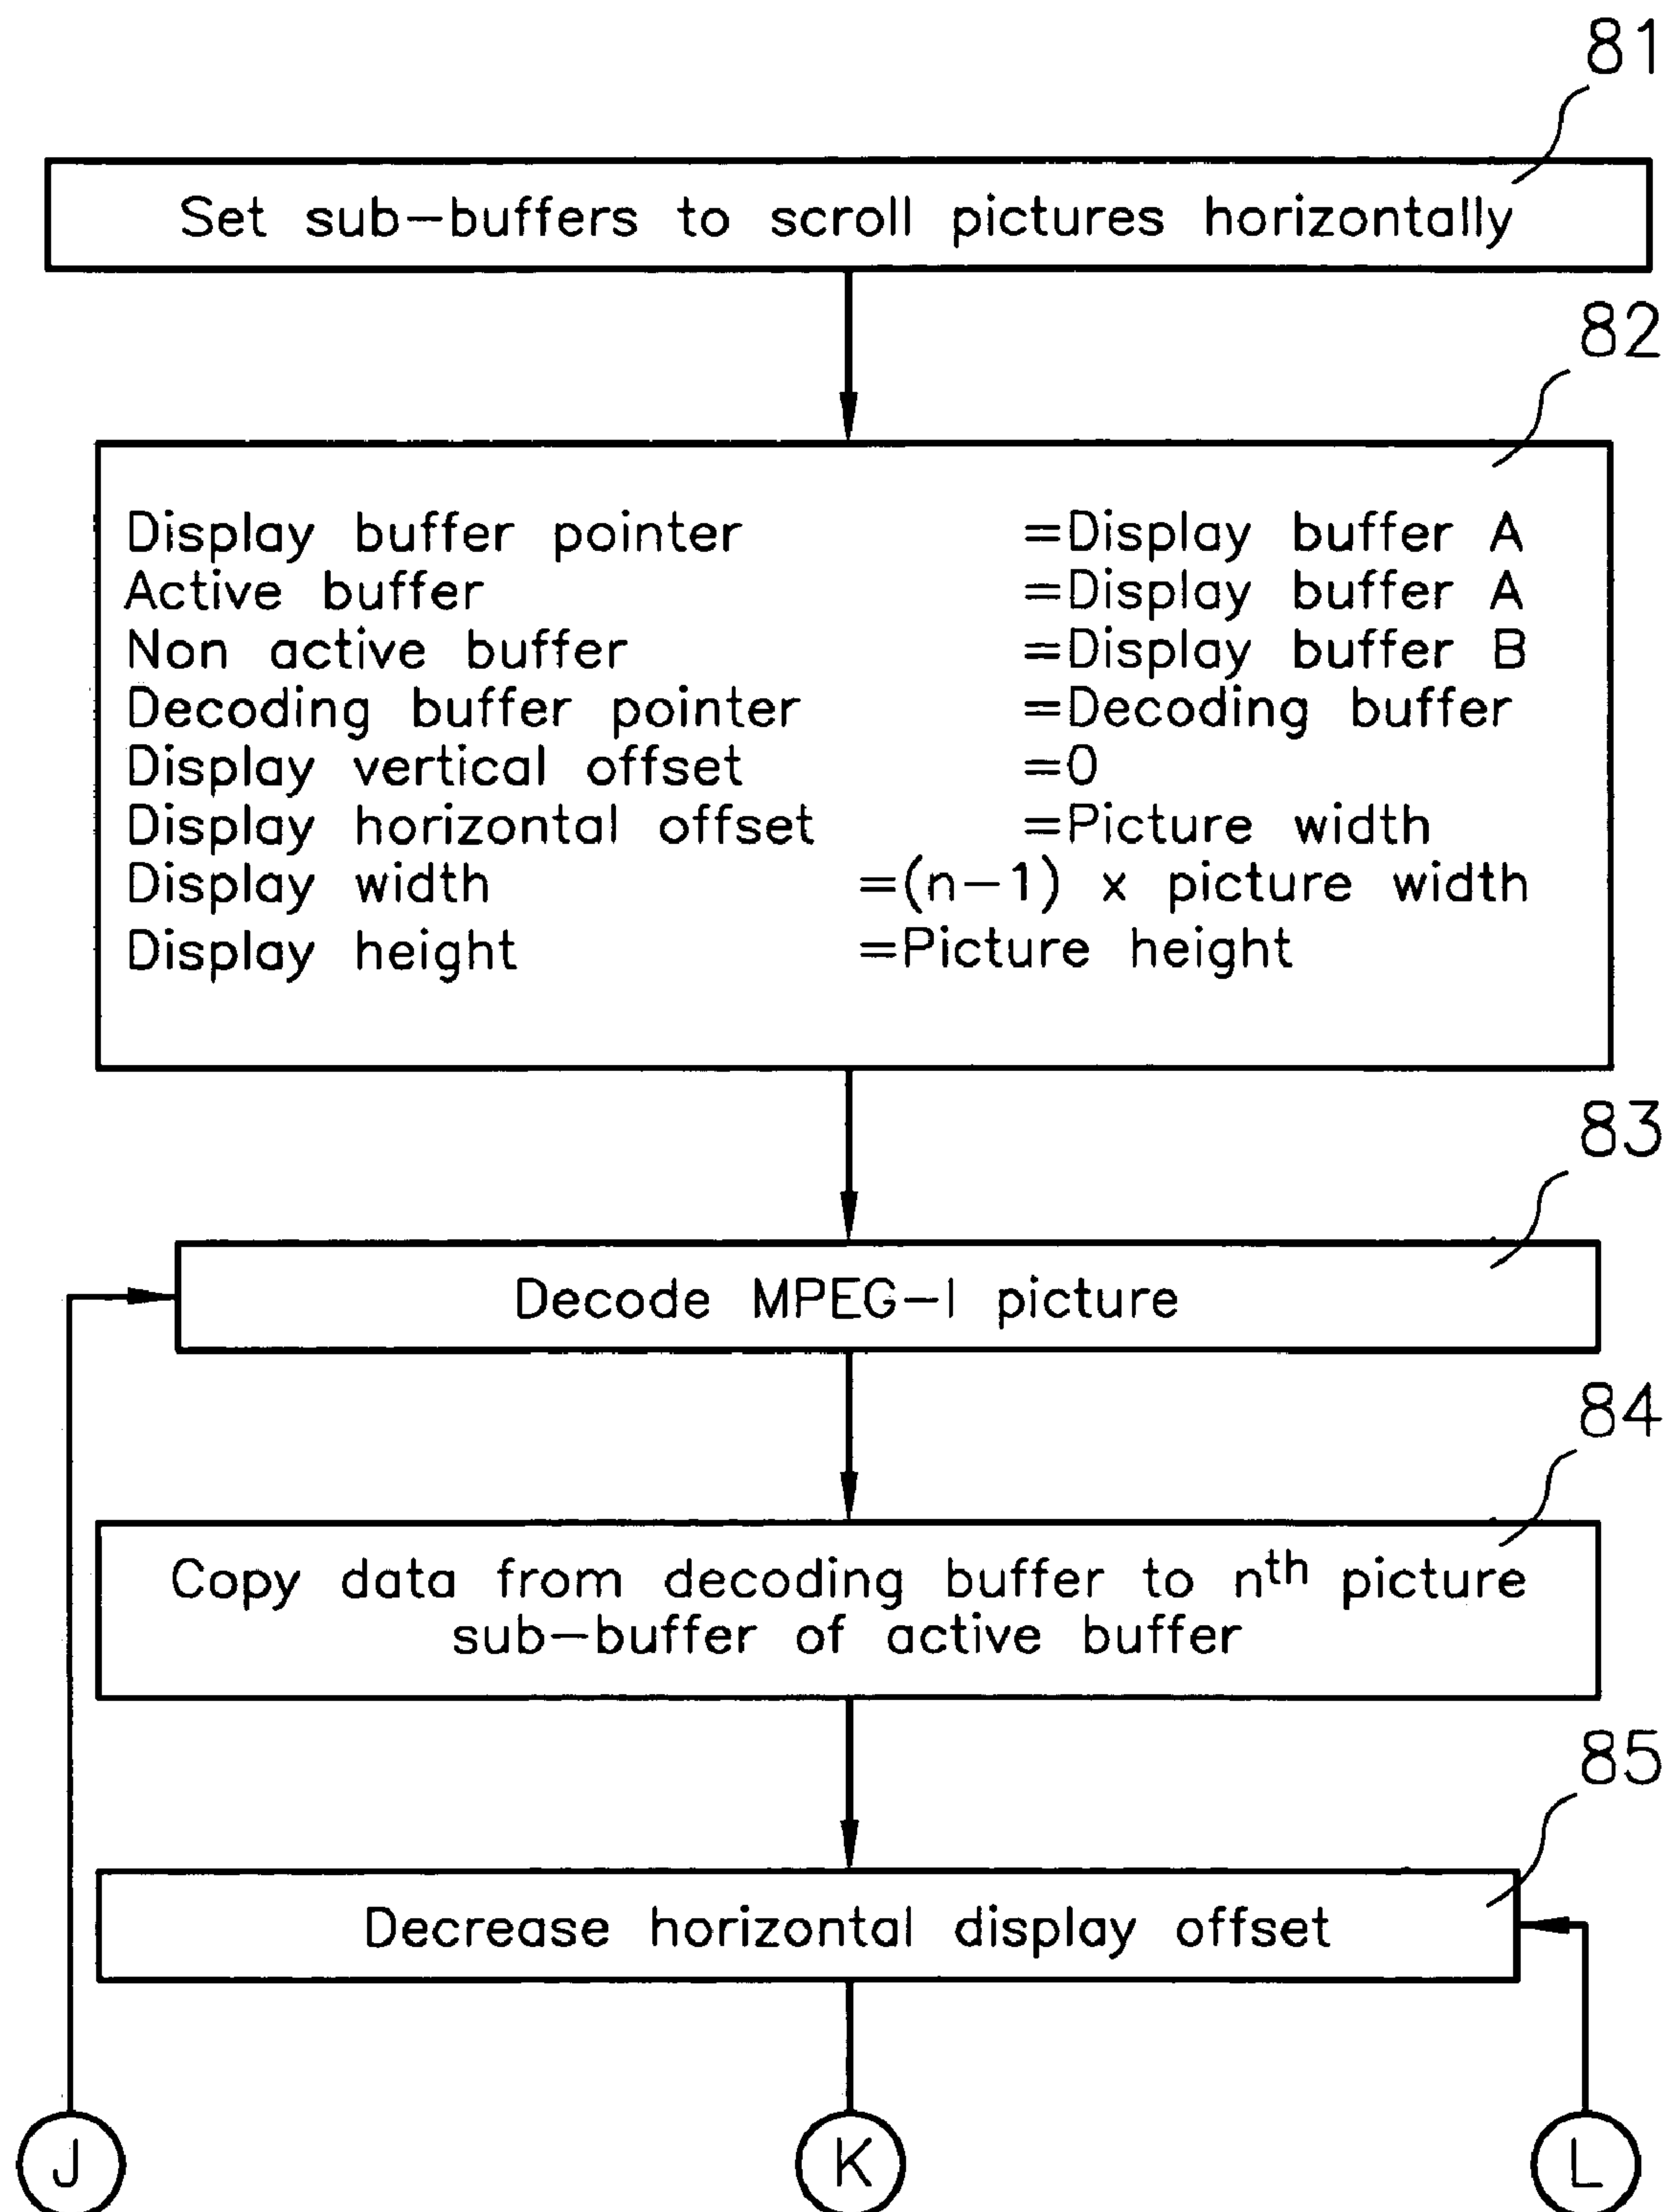 81
Set sub-buffers to scroll pictures horizontally
82
Display buffer pointer =Display buffer A
Active buffer =Display buffer A
Non active buffer =Display buffer B
Decoding buffer pointer =Decoding buffer
Display vertical offset =0
Display horizontal offset =Picture width
Display width =(n-1) x picture width
Display height =Picture height
83
Decode MPEG-I picture
84
Copy data from decoding buffer to nth picture
sub-buffer of active buffer
85
Decrease horizontal display offset
J K L